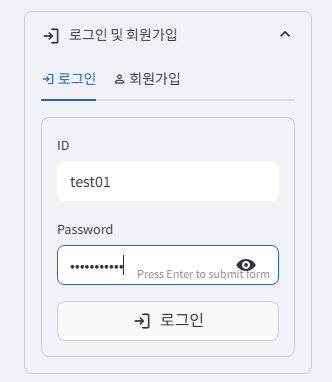 로그인 및 회원가입
로그인 회원가입
ID
test01
Password
•••••••••••
Press Enter to submit form
로그인